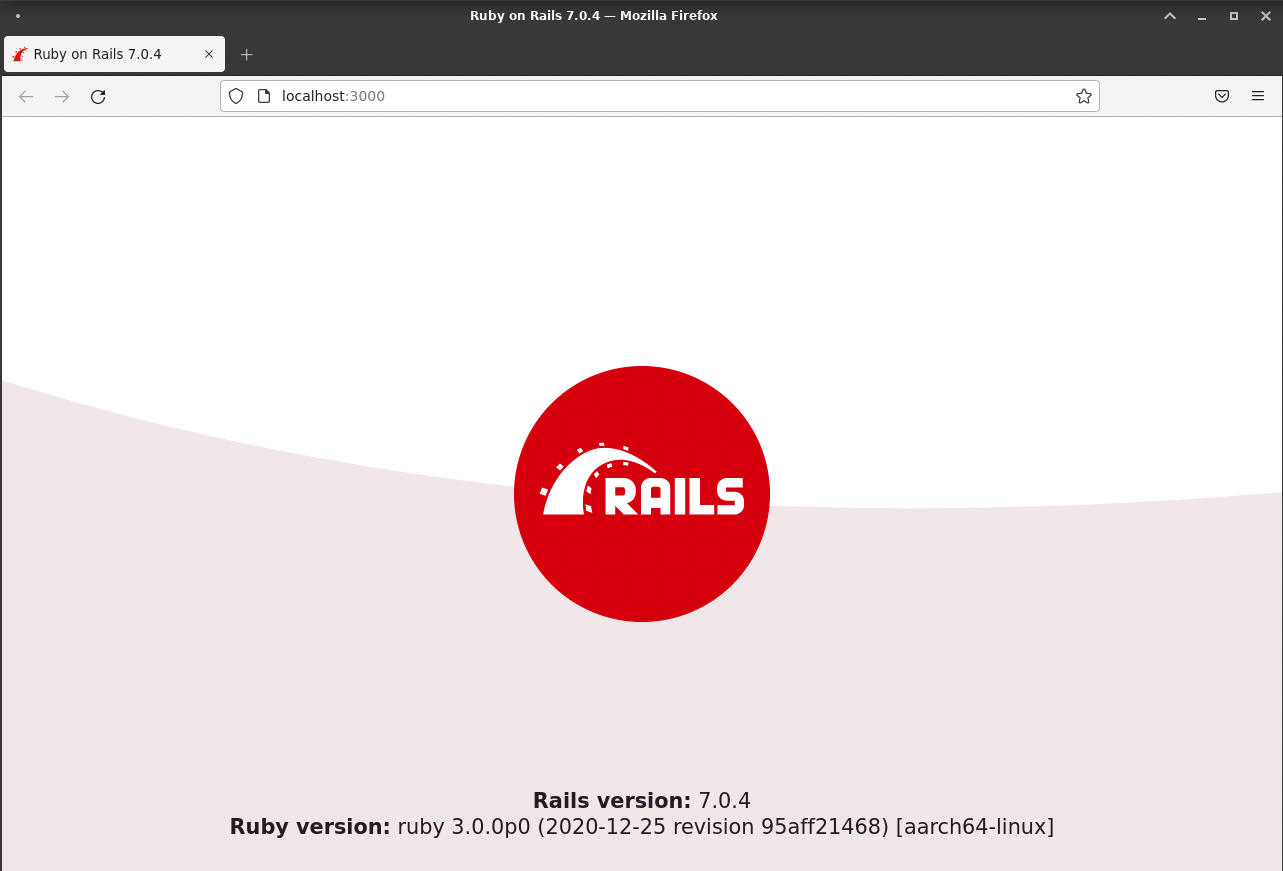 Ruby on Rails 7.0.4 — Mozilla Firefox
Ruby on Rails 7.0.4
localhost:3000
RAILS
Rails version: 7.0.4
Ruby version: ruby 3.0.0p0 (2020-12-25 revision 95aff21468) [aarch64-linux]